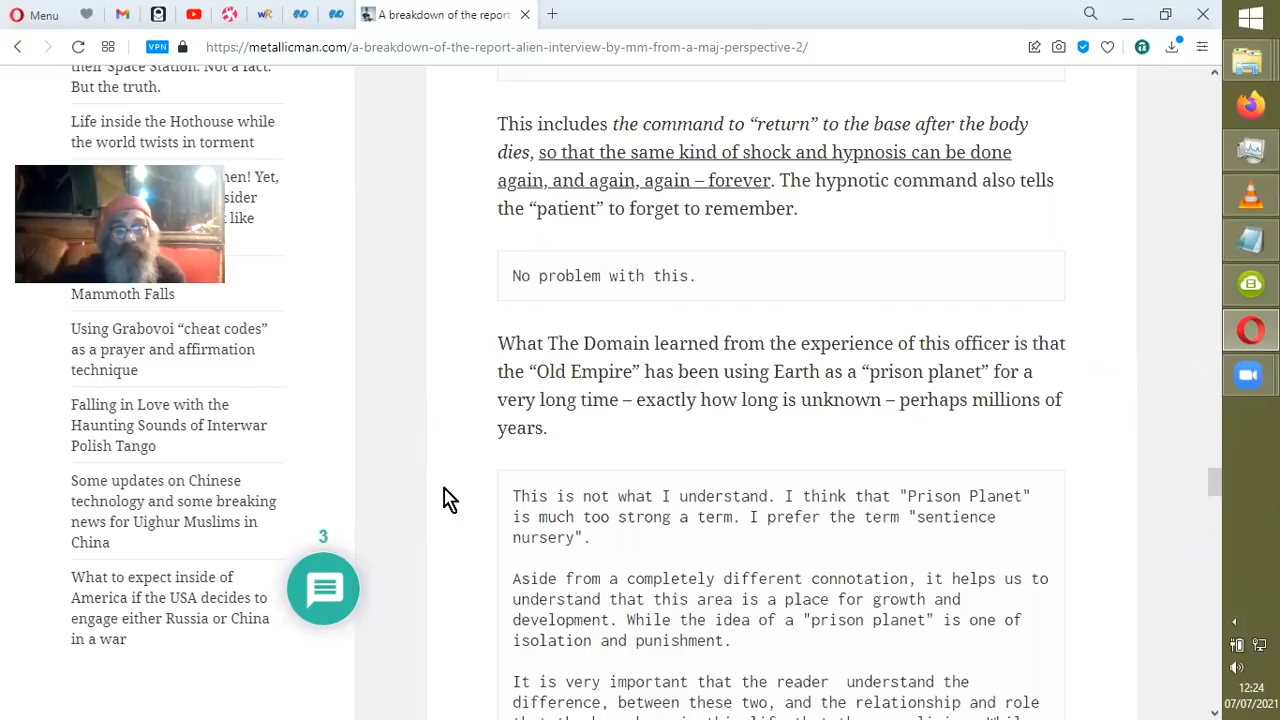 Menu
A breakdown of the report
https://metallicman.com/a-breakdown-of-the-report-alien-interview-by-mm-from-a-maj-perspective-2/
VPN
their Space Station. Not a fact.
But the truth.
Life inside the Hothouse while
the world twists in torment
men! Yet,
sider
like
Mammoth Falls
Using Grabovoi “cheat codes”
as a prayer and affirmation
technique
Falling in Love with the
Haunting Sounds of Interwar
Polish Tango
Some updates on Chinese
technology and some breaking
news for Uighur Muslims in
China
What to expect inside of
America if the USA decides to
engage either Russia or China
in a war
3
This includes the command to “return” to the base after the body
dies, so that the same kind of shock and hypnosis can be done
again, and again, again – forever. The hypnotic command also tells
the “patient” to forget to remember.
No problem with this.
What The Domain learned from the experience of this officer is that
the “Old Empire” has been using Earth as a “prison planet” for a
very long time – exactly how long is unknown – perhaps millions of
years.
This is not what I understand. I think that "Prison Planet"
is much too strong a term. I prefer the term "sentience
nursery".
Aside from a completely different connotation, it helps us to
understand that this area is a place for growth and
development. While the idea of a "prison planet" is one of
isolation and punishment.
It is very important that the reader understand the
difference, between these two, and the relationship and role
12:24
07/07/2021